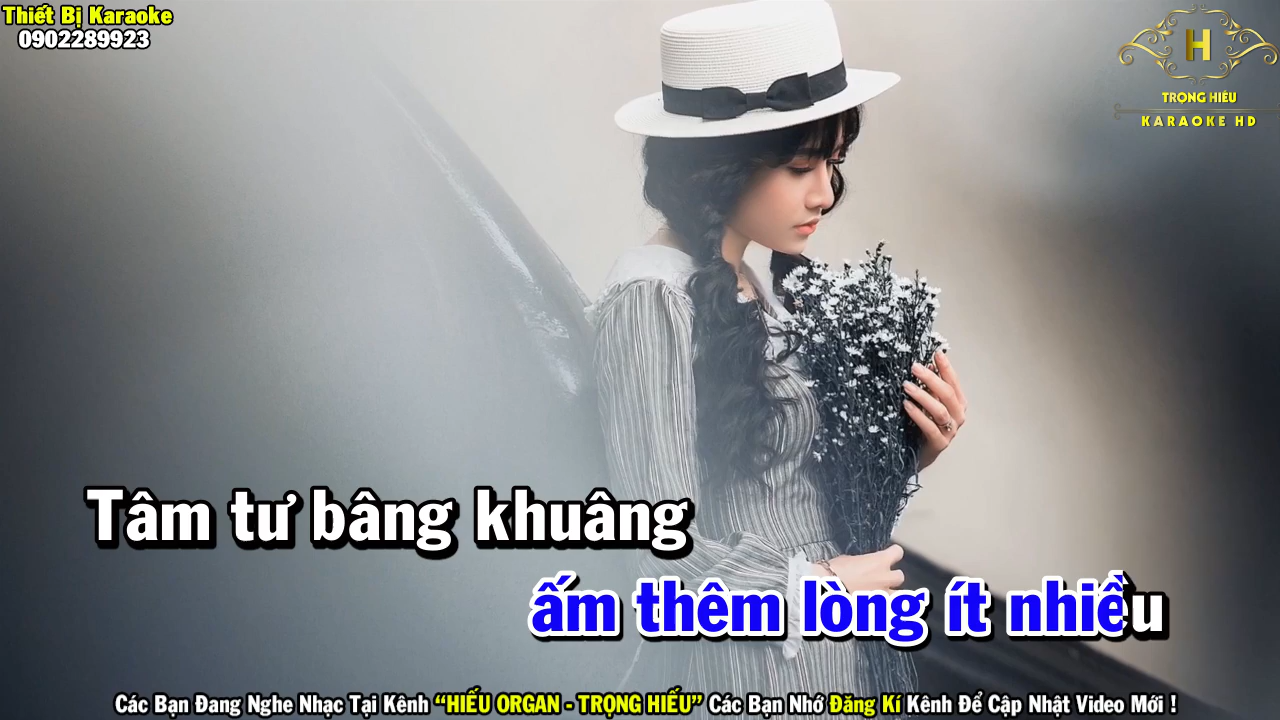 Thiết Bị Karaoke
0902289923
H
TRỌNG HIẾU
KARAOKE HD
Tâm tư bâng khuâng
ấm thêm lòng ít nhiều
Các Bạn Đang Nghe Nhạc Tại Kênh “HIẾU ORGAN - TRỌNG HIẾU” Các Bạn Nhớ Đăng Kí Kênh Để Cập Nhật Video Mới !